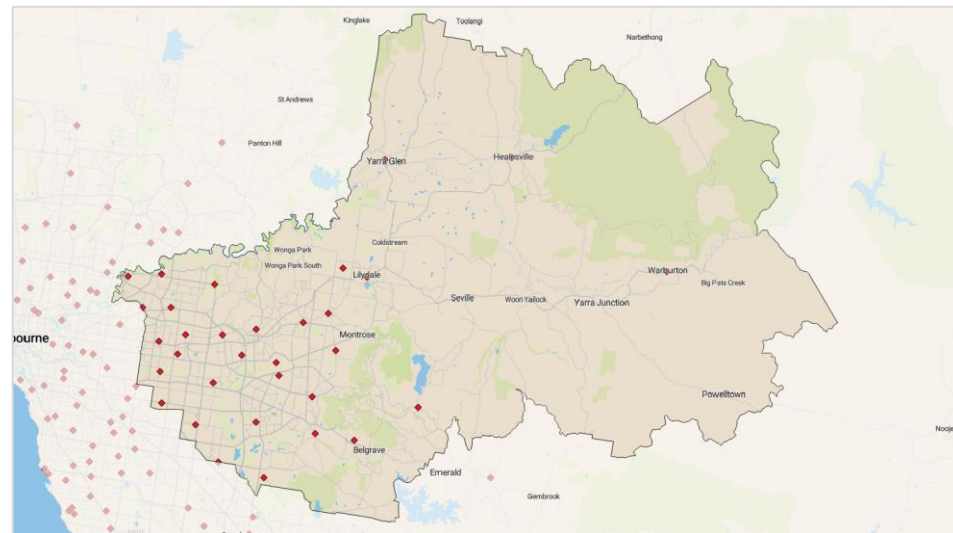 Kinglake
Toolangi
Narbethong
St Andrews
Panton Hill
Yarra Glen
Healesville
Wonga Park
Coldstream
Wonga Park South
Lilydale
Warburton
Big Pats Creek
Seville
Woori Yallock
Yarra Junction
bourne
Montrose
Powelltown
Nooje
Belgrave
Emerald
Gembrook